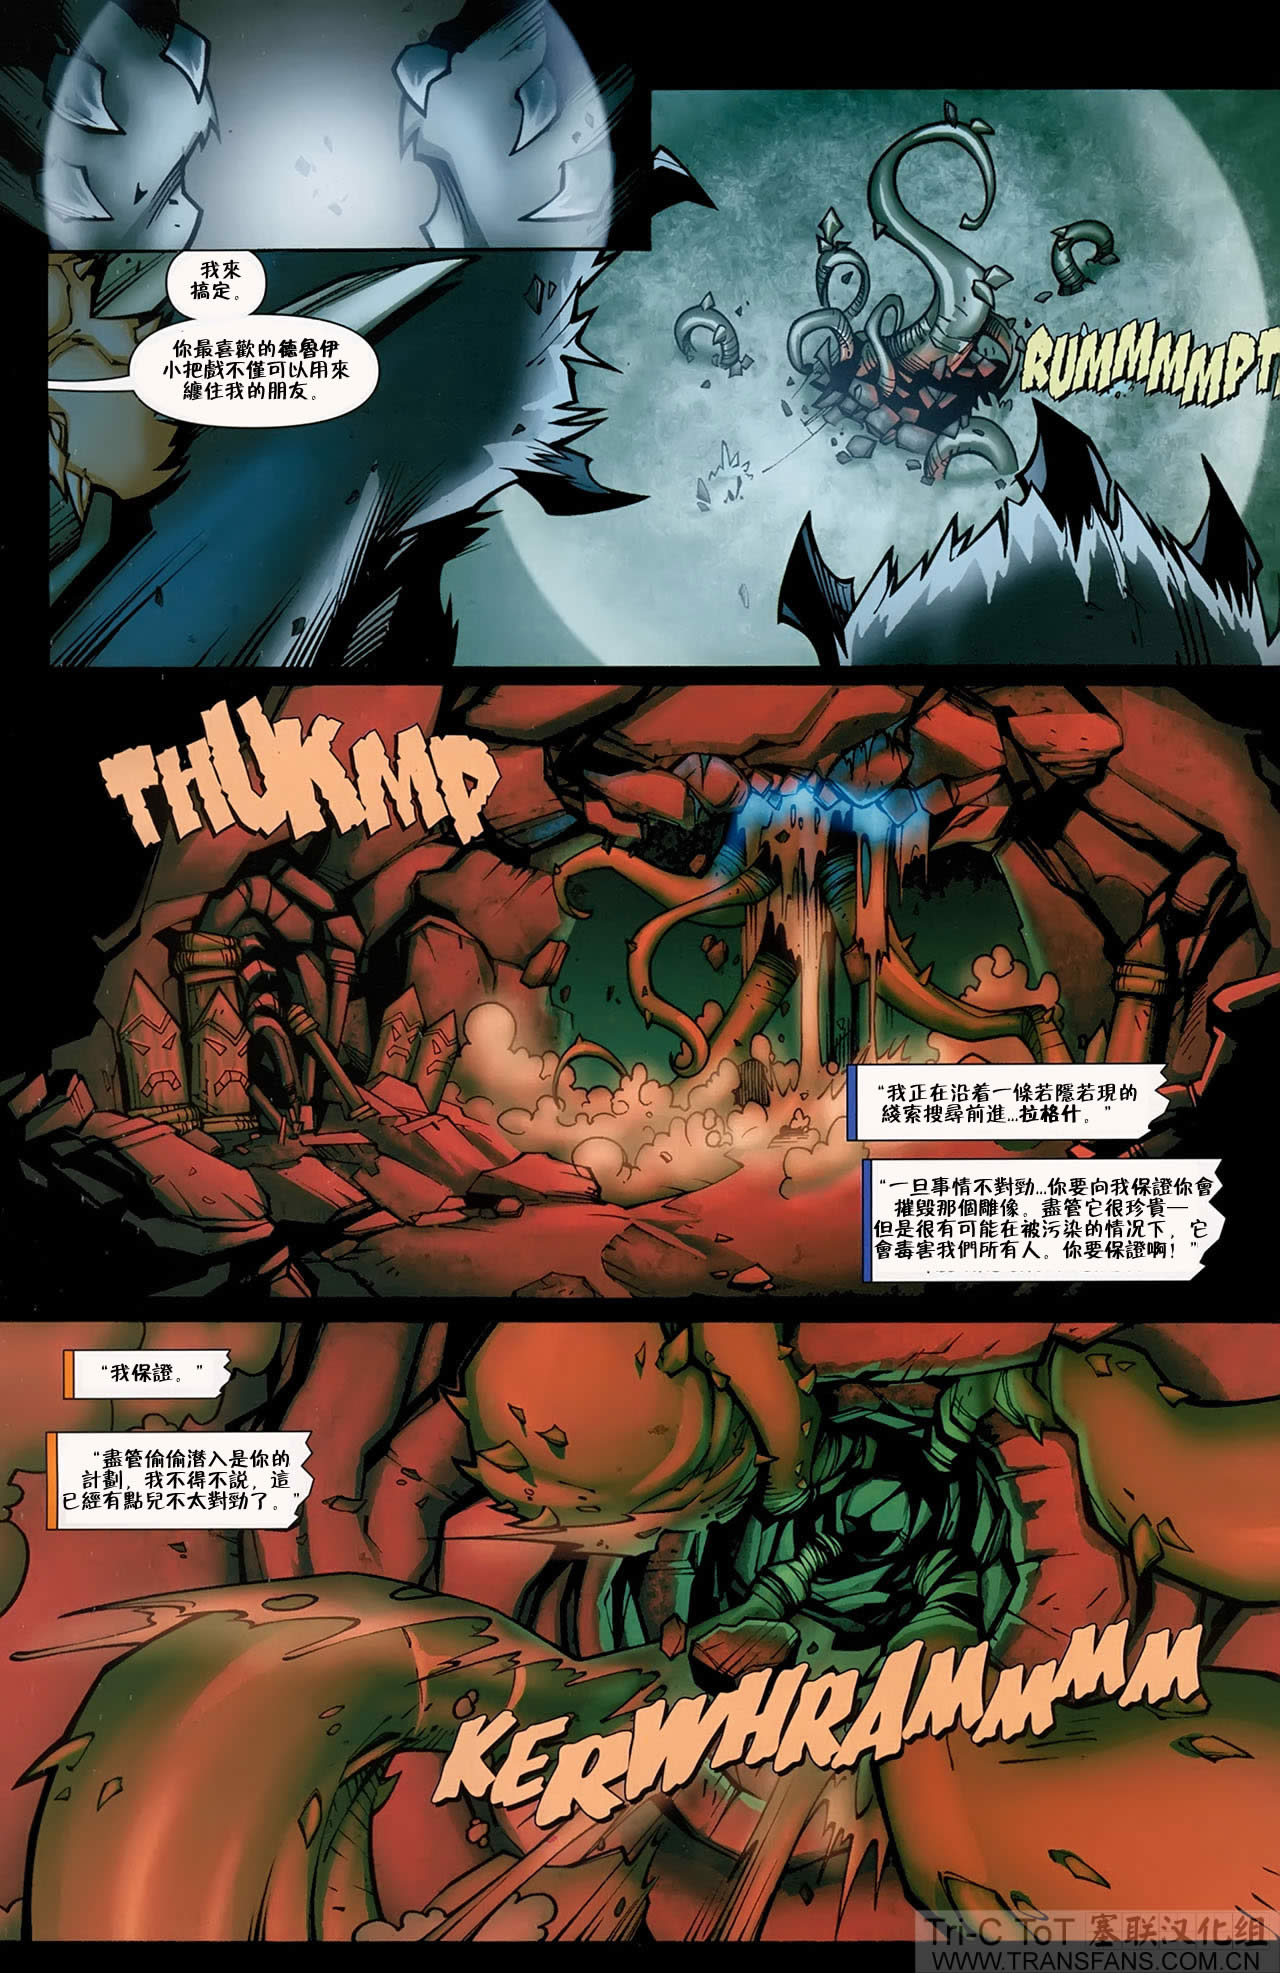 我來
搞定。
你最喜歡的德魯伊
小把戲不僅可以用來
纏住我的朋友。
RUMMMMMPT
THUKMP
“我正在沿着一條若隱若現的
綫索搜尋前進...拉格什。”
“一旦事情不對勁...你要向我保證你會
摧毀那個雕像。盡管它很珍貴—
但是很有可能在被污染的情况下，它
會毒害我們所有人。你要保證啊！”
“我保證。”
“盡管偷偷潜入是你的
計劃，我不得不説，這
已經有點兒不太對勁了。”
KERWHRAMMMMM
Tri-C ToT 塞联汉化组
WWW.TRANSFANS.COM.CN